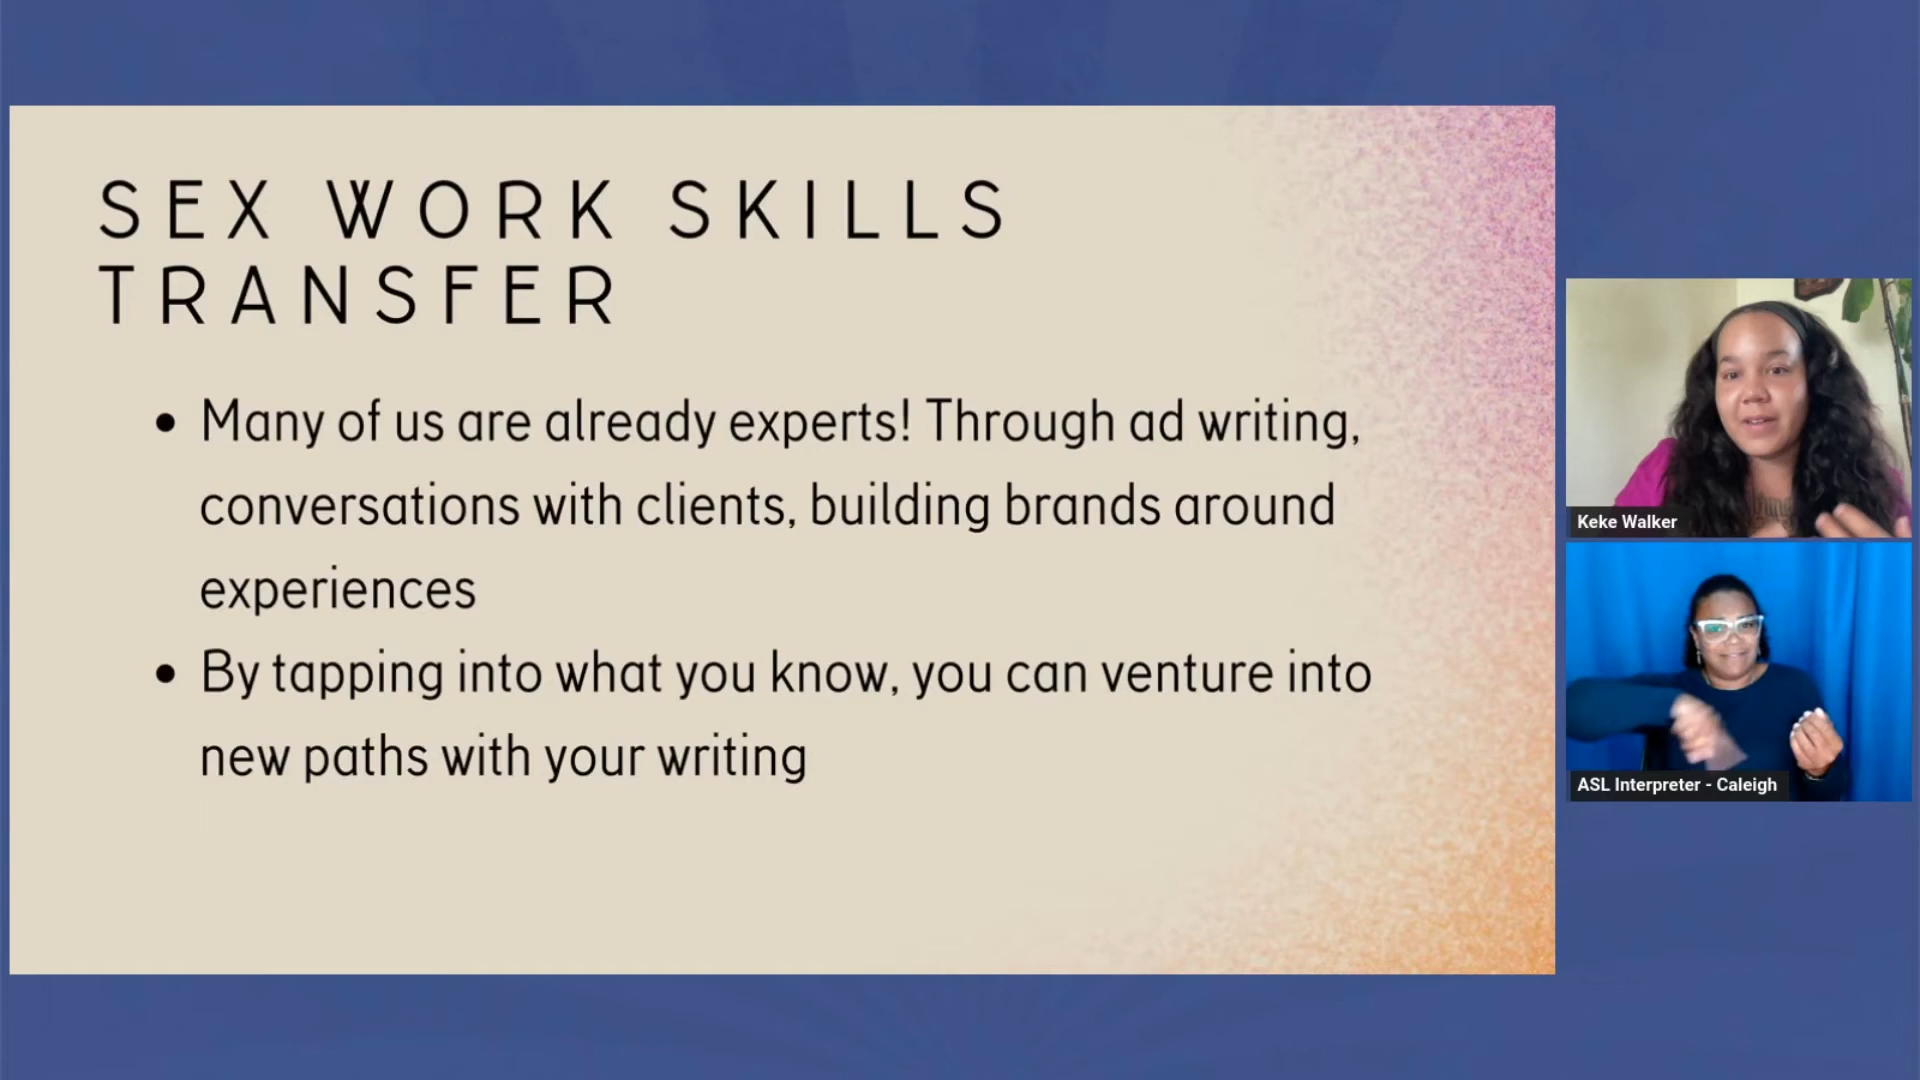 SEX WORK SKILLS
TRANSFER
• Many of us are already experts! Through ad writing,
conversations with clients, building brands around
experiences
• By tapping into what you know, you can venture into
new paths with your writing
Keke Walker
ASL Interpreter - Caleigh